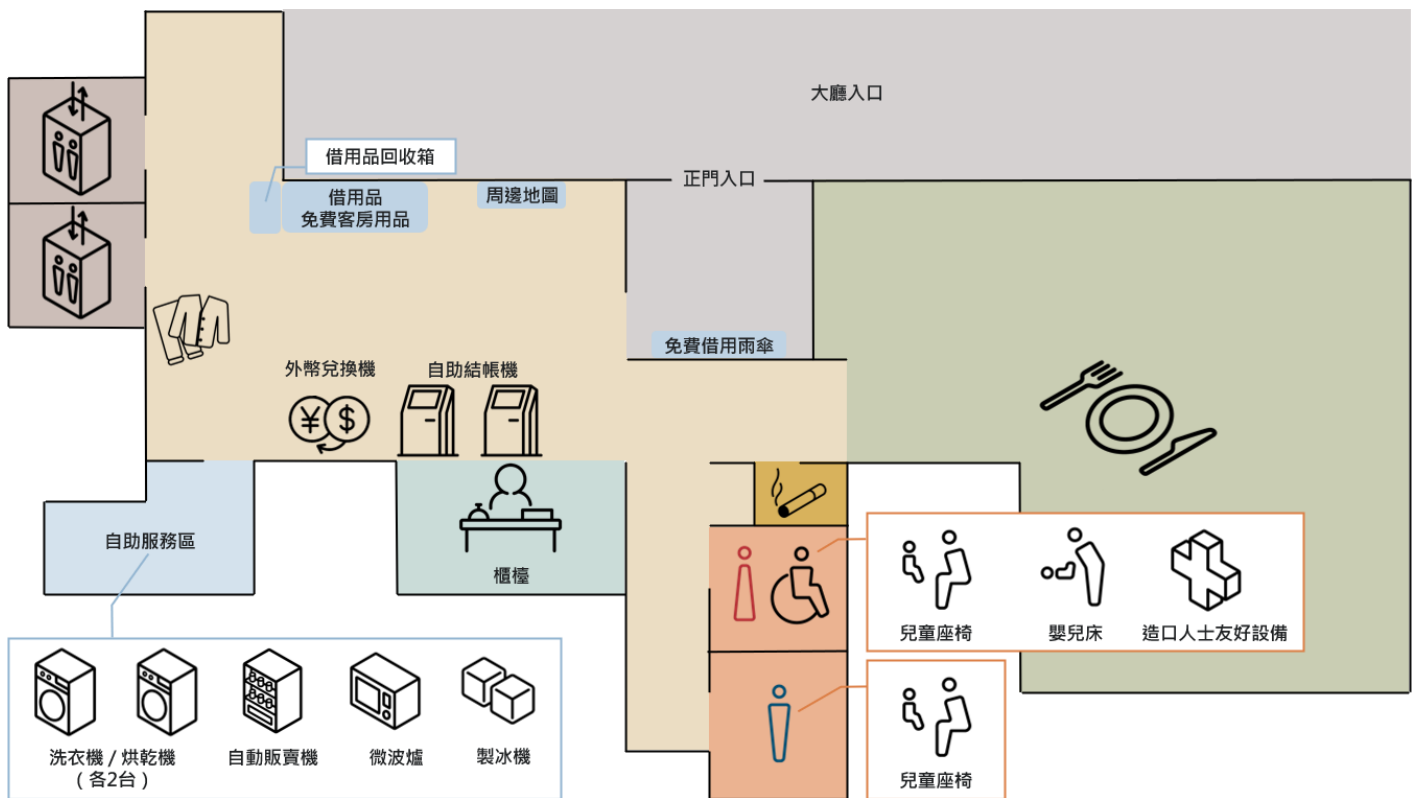 大廳入口
借用品回收箱
正門入口
借用品
免費客房用品
周邊地圖
免費借用雨傘
外幣兌換機
自助結帳機
¥
$
自助服務區
櫃檯
兒童座椅
嬰兒床
造口人士友好設備
洗衣機 / 烘乾機
( 各2台 )
自動販賣機
微波爐
製冰機
兒童座椅